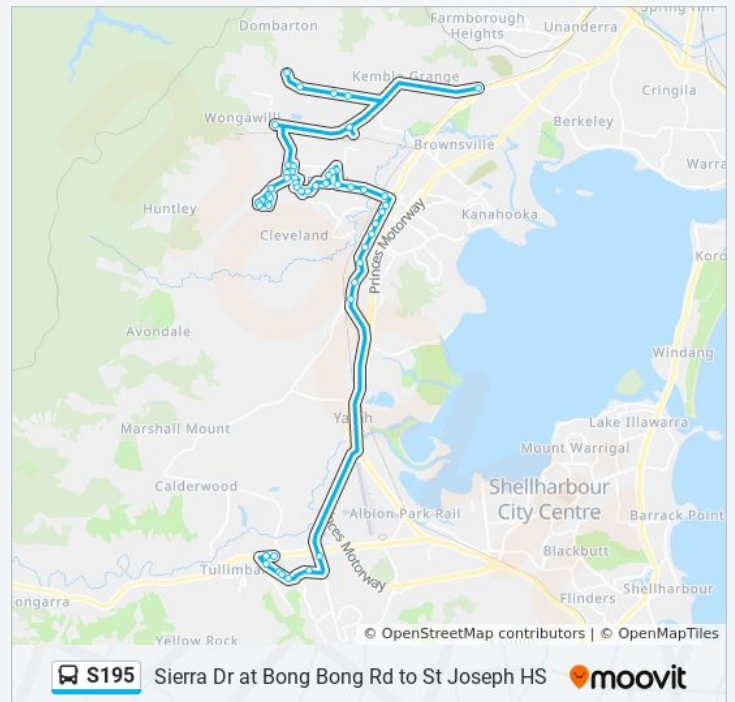 Dombarton
Farmborough
Heights
Spring Hill
Unanderra
Kembla Grange
Cringila
Wongawilli
Berkeley
Brownsville
Warra
Huntley
Kanahooka
Cleveland
Koro
Princes Motorway
Avondale
Windang
Marshall Mount
Lake Illawarra
Mount Warrigal
Calderwood
Shellharbour
City Centre
Albion Park Rail
Barrack Point
Princes Motorway
Blackbutt
ongarra
Flinders
Shellharbour
Yellow Rock
© OpenStreetMap contributors | © OpenMapTiles
S195
Sierra Dr at Bong Bong Rd to St Joseph HS
moovit